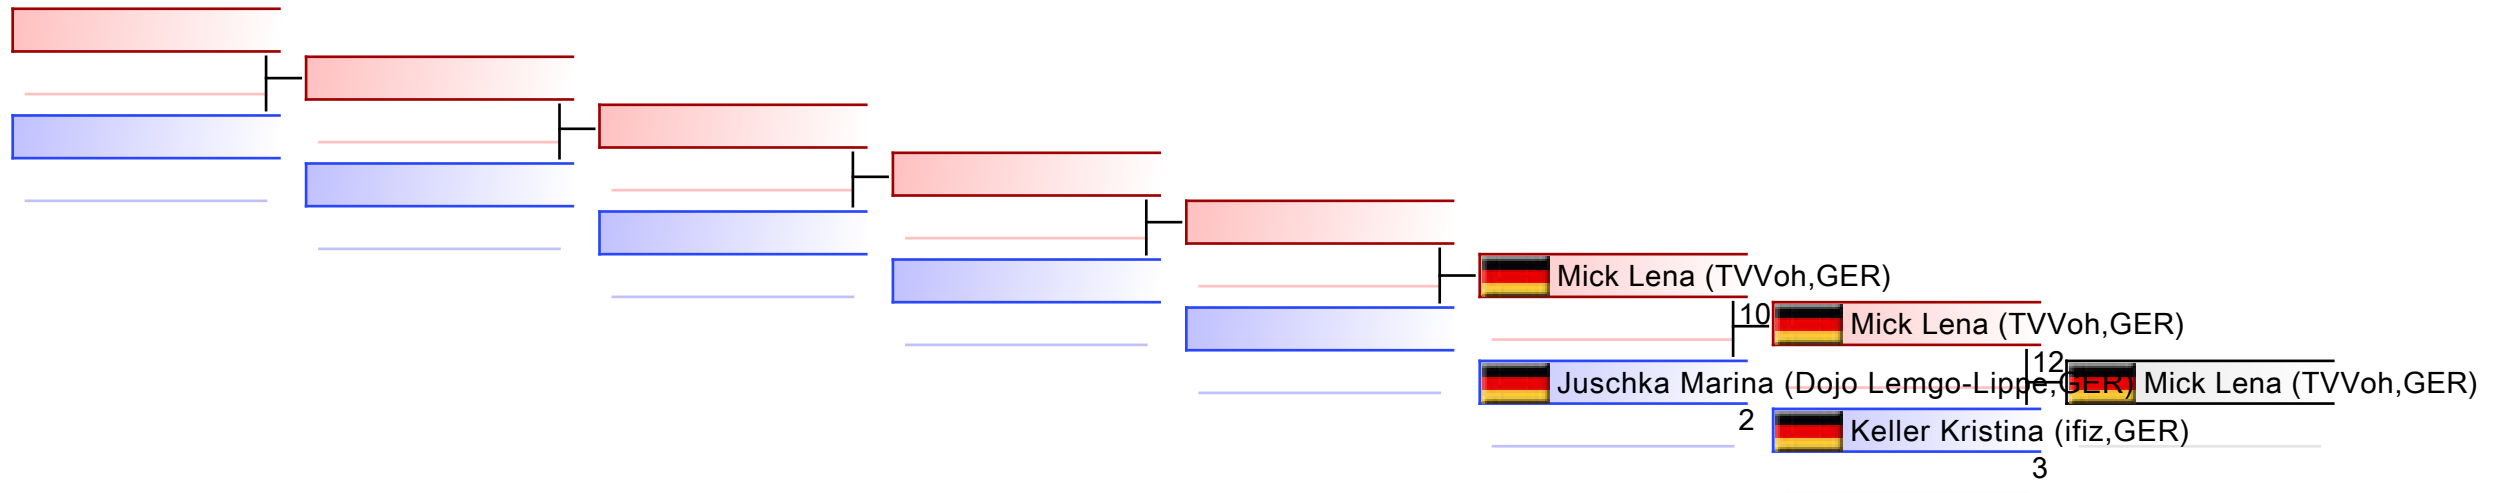 Mick Lena (TVVoh,GER)
10
Mick Lena (TVVoh,GER)
12
Juschka Marina (Dojo Lemgo-Lippe,GER)
Mick Lena (TVVoh,GER)
2
Keller Kristina (ifiz,GER)
3